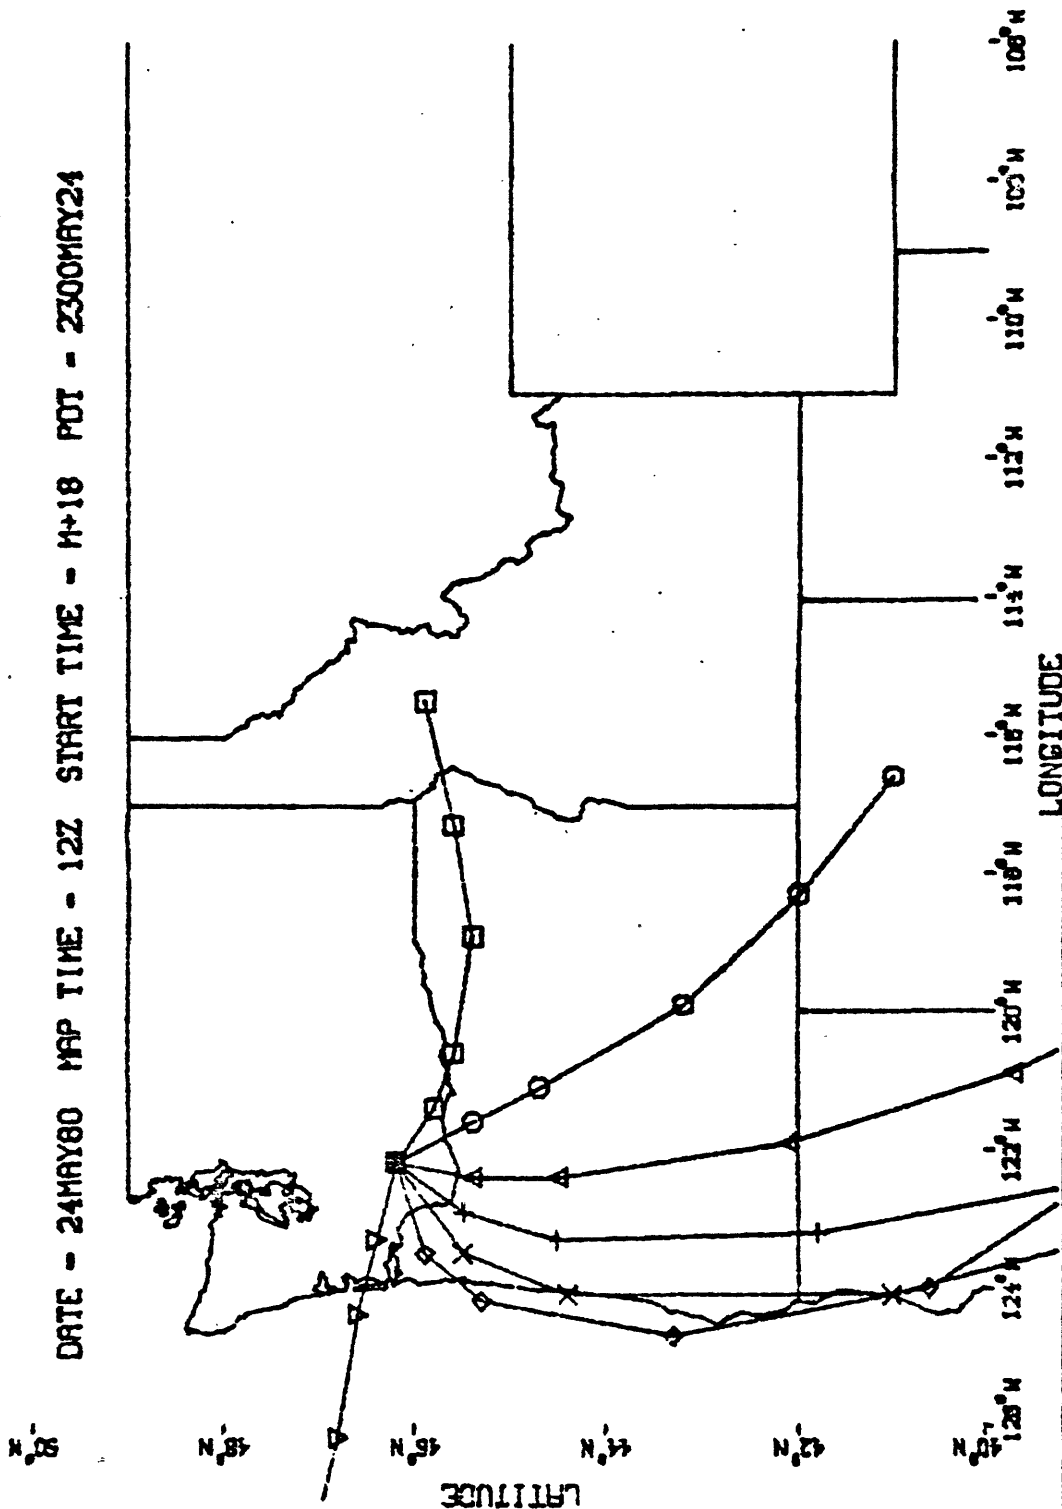 DATE = 24MAY80 MAP TIME = 12Z START TIME = M+18 PDT = 2300MAY24
50°N
48°N
46°N
44°N
42°N
40°N
LATITUDE
126°W
124°W
122°W
120°W
118°W
116°W
114°W
112°W
110°W
108°W
106°W
LONGITUDE